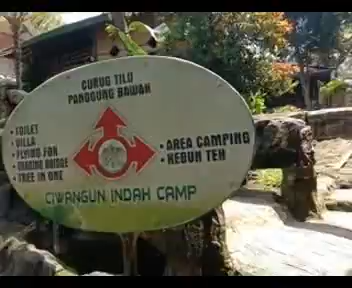 CURUG TILU
PANGGUNG BAWAH
• TOILET
• VILLA
• FLYING FOX
• HANGING BRIDGE
• TREE IN ONE
• AREA CAMPING
• KEBUN TEH
CIWANGUN INDAH CAMP